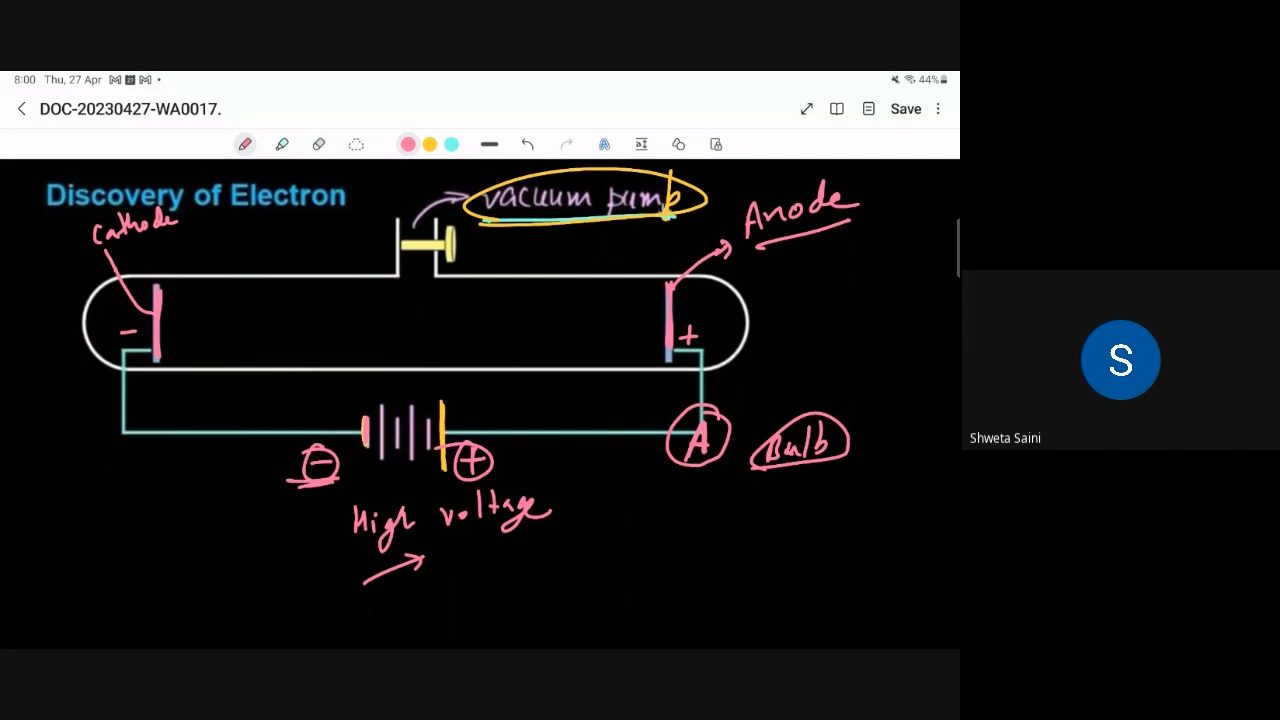 8:00 Thu, 27 Apr
44%
DOC-20230427-WA0017.
Save
Discovery of Electron
vacuum pump
Anode
Cathode
-
+
A
Bulb
-
+
High voltage
S
Shweta Saini